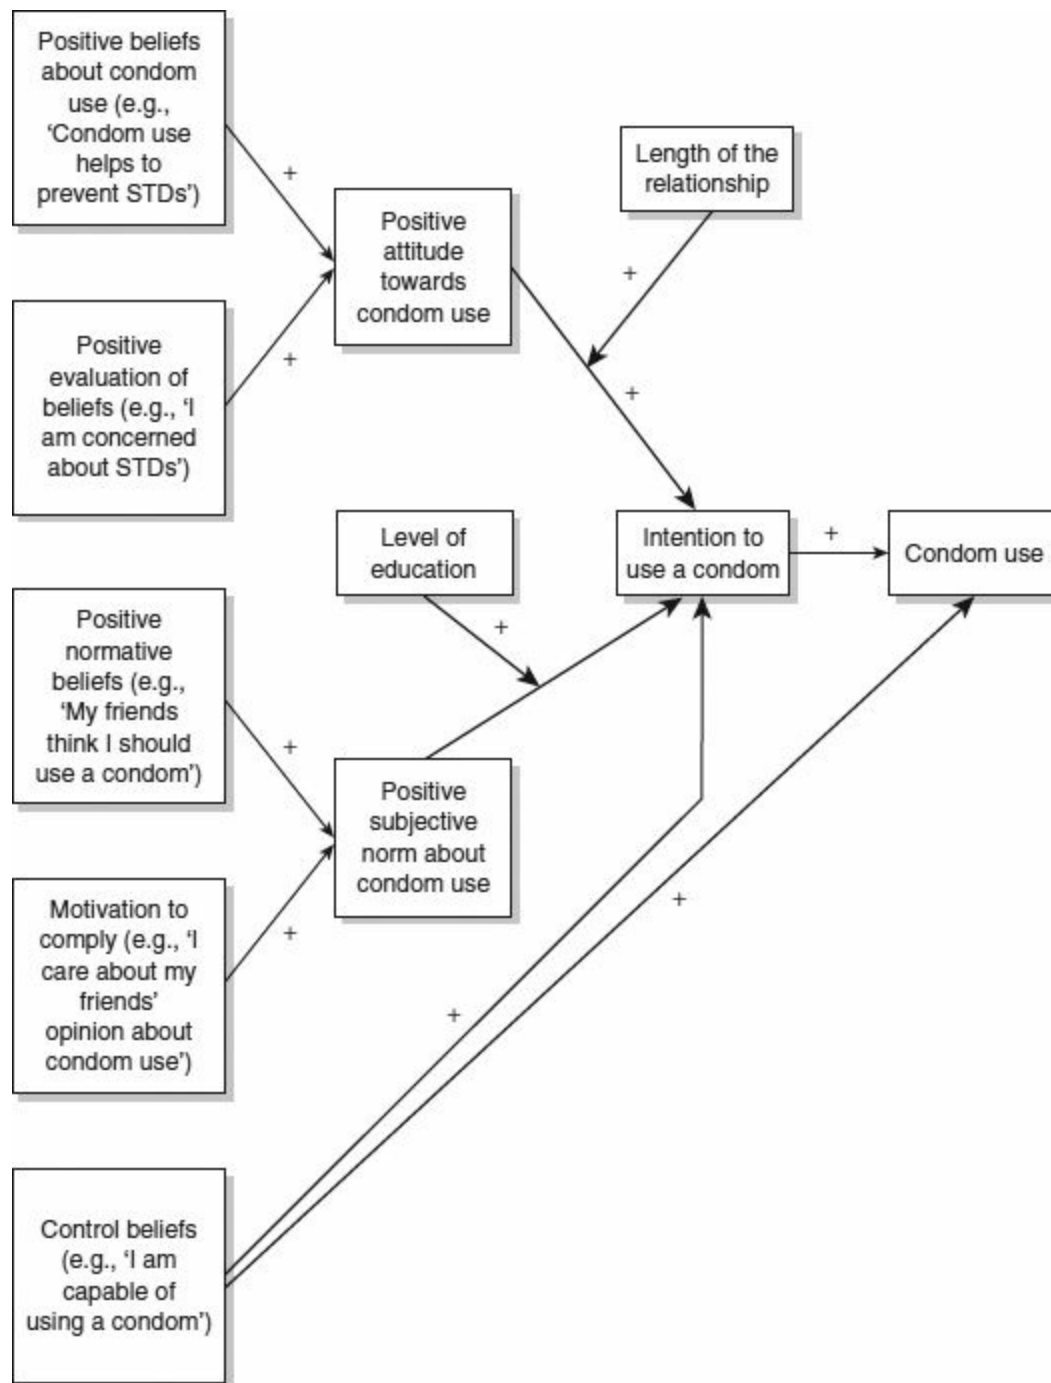 Positive beliefs
about condom
use (e.g.,
‘Condom use
helps to
prevent STDs’)
+
Length of the
relationship
Positive
attitude
towards
condom use
+
Positive
evaluation of
beliefs (e.g., ‘I
am concerned
about STDs’)
+
+
Level of
education
Intention to
use a condom
+
Condom use
Positive
normative
beliefs (e.g.,
‘My friends
think I should
use a condom’)
+
+
Positive
subjective
norm about
condom use
Motivation to
comply (e.g., ‘I
care about my
friends’
opinion about
condom use’)
+
+
+
Control beliefs
(e.g., ‘I am
capable of
using a condom’)